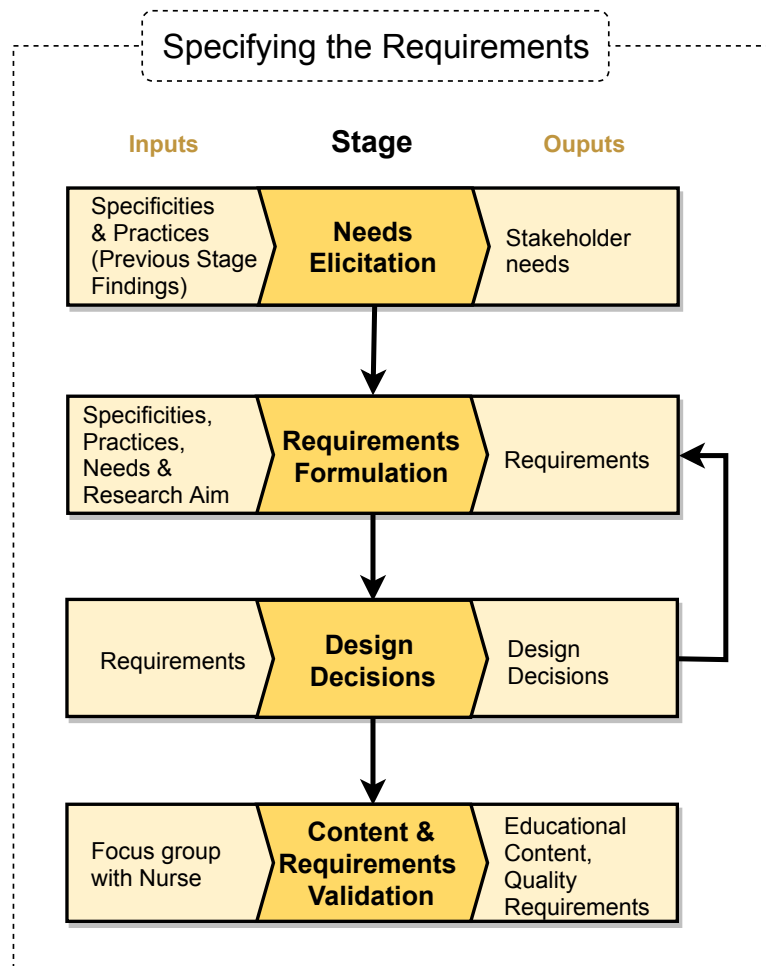 Specifying the Requirements
Inputs
Stage
Ouputs
Specificities
& Practices
(Previous Stage
Findings)
Needs
Elicitation
Stakeholder
needs
Specificities,
Practices,
Needs &
Research Aim
Requirements
Formulation
Requirements
Requirements
Design
Decisions
Design
Decisions
Focus group
with Nurse
Content &
Requirements
Validation
Educational
Content,
Quality
Requirements